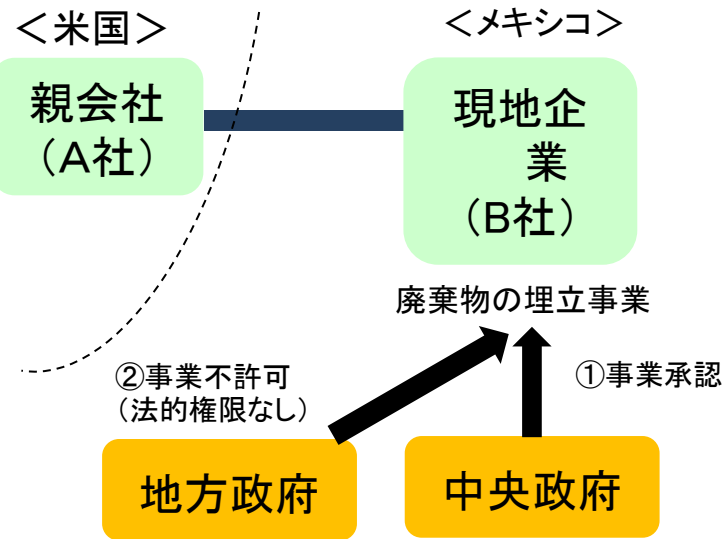 ＜米国＞
＜メキシコ＞
親会社
（A社）
現地企
業
（B社）
廃棄物の埋立事業
②事業不許可
（法的権限なし）
①事業承認
地方政府
中央政府